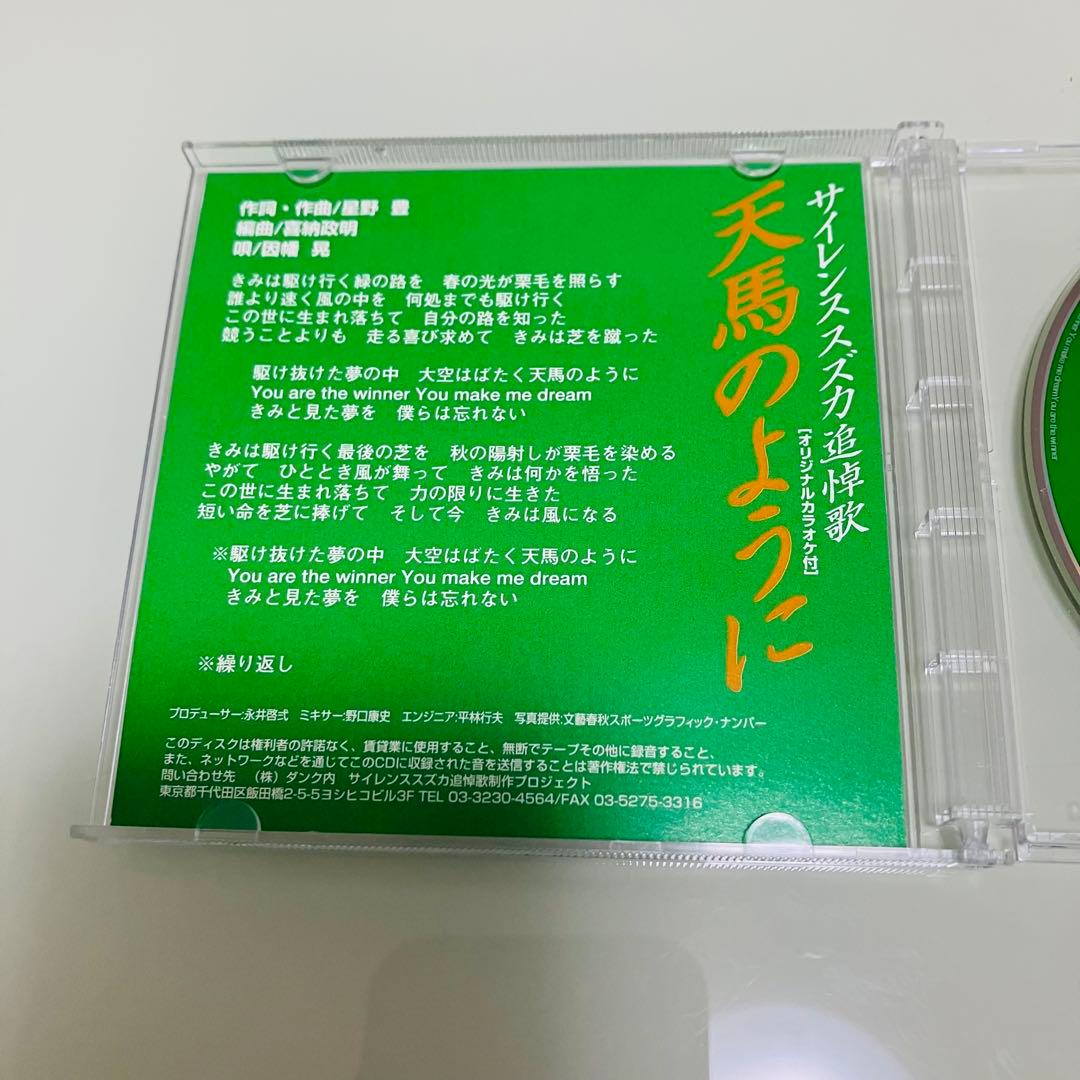 サイレンススズカ追悼歌
天馬のように
[オリジナルカラオケ付]
作詞・作曲/星野 豊
編曲/喜納政明
唄/因幡 晃
きみは駆け行く緑の路を 春の光が栗毛を照らす
誰より速く風の中を 何処までも駆け行く
この世に生まれ落ちて 自分の路を知った
競うことよりも 走る喜び求めて きみは芝を蹴った
駆け抜けた夢の中 大空はばたく天馬のように
You are the winner You make me dream
きみと見た夢を 僕らは忘れない
きみは駆け行く最後の芝を 秋の陽射しが栗毛を染める
やがて ひととき風が舞って きみは何かを悟った
この世に生まれ落ちて 力の限りに生きた
短い命を芝に捧げて そして今 きみは風になる
※駆け抜けた夢の中 大空はばたく天馬のように
You are the winner You make me dream
きみと見た夢を 僕らは忘れない
※繰り返し
プロデューサー:永井啓弍 ミキサー:野口康史 エンジニア:平林行夫 写真提供:文藝春秋スポーツグラフィック・ナンバー
このディスクは権利者の許諾なく、賃貸業に使用すること、無断でテープその他に録音すること、
また、ネットワークなどを通じてこのCDに収録された音を送信することは著作権法で禁じられています。
問い合わせ先 (株)ダンク内 サイレンススズカ追悼歌制作プロジェクト
東京都千代田区飯田橋2-5-5ヨシヒコビル3F TEL 03-3230-4564/FAX 03-5275-3316